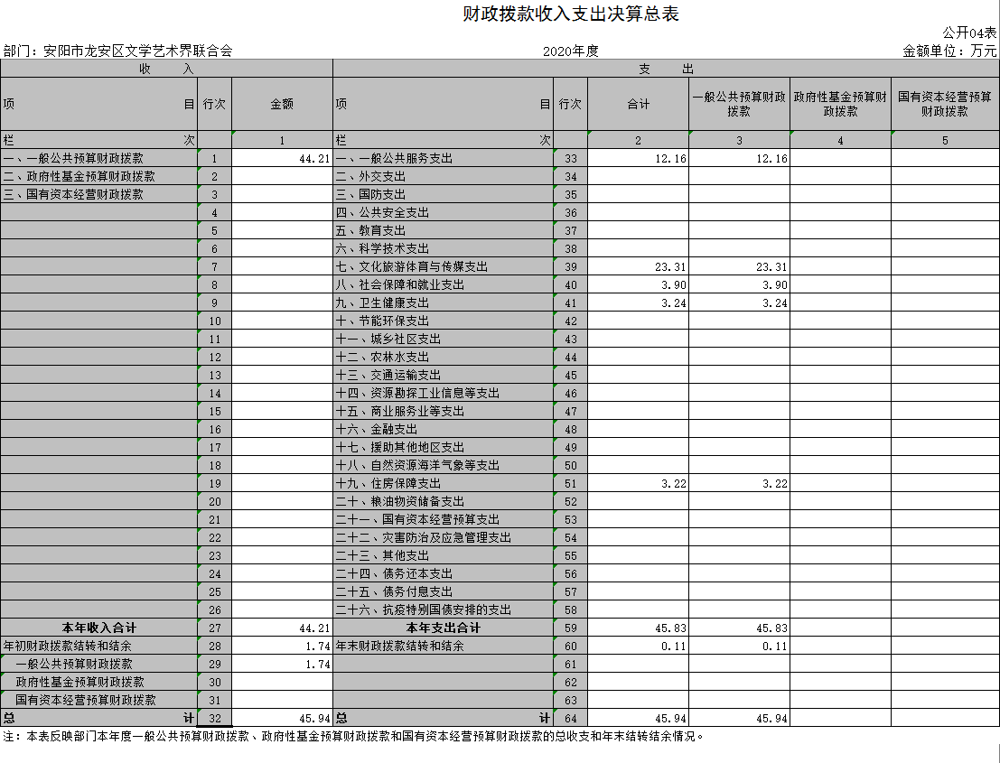 财政拨款收入支出决算总表
公开04表
部门：安阳市龙安区文学艺术界联合会 2020年度 金额单位：万元
收 入 支 出
项 目 行次 金额 项 目 行次 合计 一般公共预算财政拨款 政府性基金预算财政拨款 国有资本经营预算财政拨款
栏 次 1 栏 次 2 3 4 5
一、一般公共预算财政拨款 1 44.21 一、一般公共服务支出 33 12.16 12.16
二、政府性基金预算财政拨款 2 二、外交支出 34
三、国有资本经营财政拨款 3 三、国防支出 35
4 四、公共安全支出 36
5 五、教育支出 37
6 六、科学技术支出 38
7 七、文化旅游体育与传媒支出 39 23.31 23.31
8 八、社会保障和就业支出 40 3.90 3.90
9 九、卫生健康支出 41 3.24 3.24
10 十、节能环保支出 42
11 十一、城乡社区支出 43
12 十二、农林水支出 44
13 十三、交通运输支出 45
14 十四、资源勘探工业信息等支出 46
15 十五、商业服务业等支出 47
16 十六、金融支出 48
17 十七、援助其他地区支出 49
18 十八、自然资源海洋气象等支出 50
19 十九、住房保障支出 51 3.22 3.22
20 二十、粮油物资储备支出 52
21 二十一、国有资本经营预算支出 53
22 二十二、灾害防治及应急管理支出 54
23 二十三、其他支出 55
24 二十四、债务还本支出 56
25 二十五、债务付息支出 57
26 二十六、抗疫特别国债安排的支出 58
本年收入合计 27 44.21 本年支出合计 59 45.83 45.83
年初财政拨款结转和结余 28 1.74 年末财政拨款结转和结余 60 0.11 0.11
一般公共预算财政拨款 29 1.74 61
政府性基金预算财政拨款 30 62
国有资本经营预算财政拨款 31 63
总 计 32 45.94 总 计 64 45.94 45.94
注：本表反映部门本年度一般公共预算财政拨款、政府性基金预算财政拨款和国有资本经营预算财政拨款的总收支和年末结转结余情况。